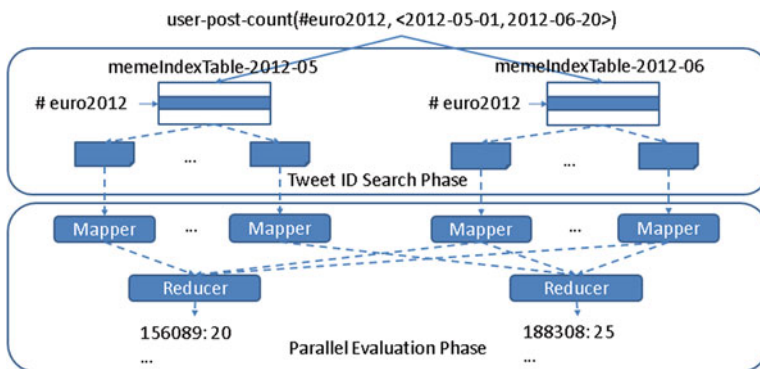 user-post-count(#euro2012, <2012-05-01, 2012-06-20>)
memeIndexTable-2012-05 memeIndexTable-2012-06
# euro2012 # euro2012
... ...
Tweet ID Search Phase
Mapper ... Mapper Mapper ... Mapper
Reducer Reducer
156089: 20 188308: 25
... ...
Parallel Evaluation Phase